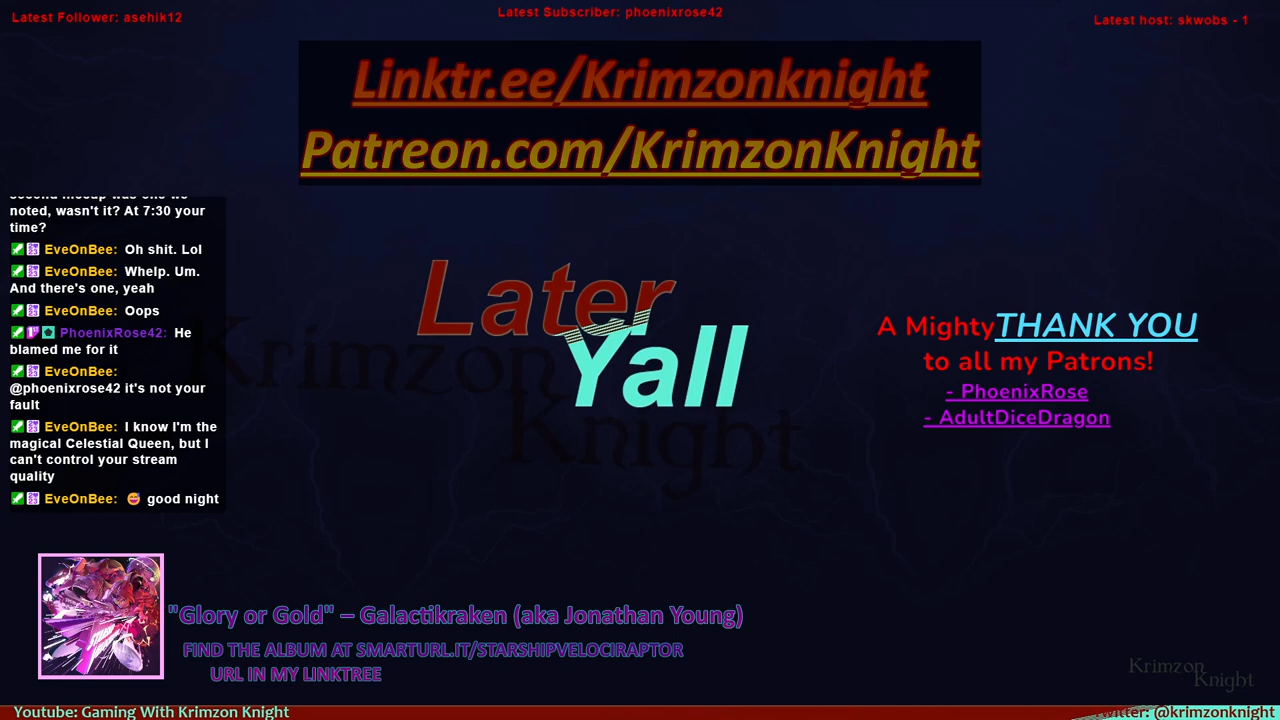 Latest Follower: asehik12
Latest Subscriber: phoenixrose42
Latest host: skwobs - 1
Linktr.ee/Krimzonknight
Patreon.com/KrimzonKnight
noted, wasn't it? At 7:30 your
time?
EveOnBee: Oh shit. Lol
EveOnBee: Whelp. Um.
And there's one, yeah
EveOnBee: Oops
PhoenixRose42: He
blamed me for it
EveOnBee:
@phoenixrose42 it's not your
fault
EveOnBee: I know I'm the
magical Celestial Queen, but I
can't control your stream
quality
EveOnBee: 😅 good night
Later
Yall
Krimzon
Knight
A Mighty THANK YOU
to all my Patrons!
- PhoenixRose
- AdultDiceDragon
"Glory or Gold" – Galactikraken (aka Jonathan Young)
FIND THE ALBUM AT SMARTURL.IT/STARSHIPVELOCIRAPTOR
URL IN MY LINKTREE
Krimzon
Knight
Youtube: Gaming With Krimzon Knight
Twitter: @krimzonknight